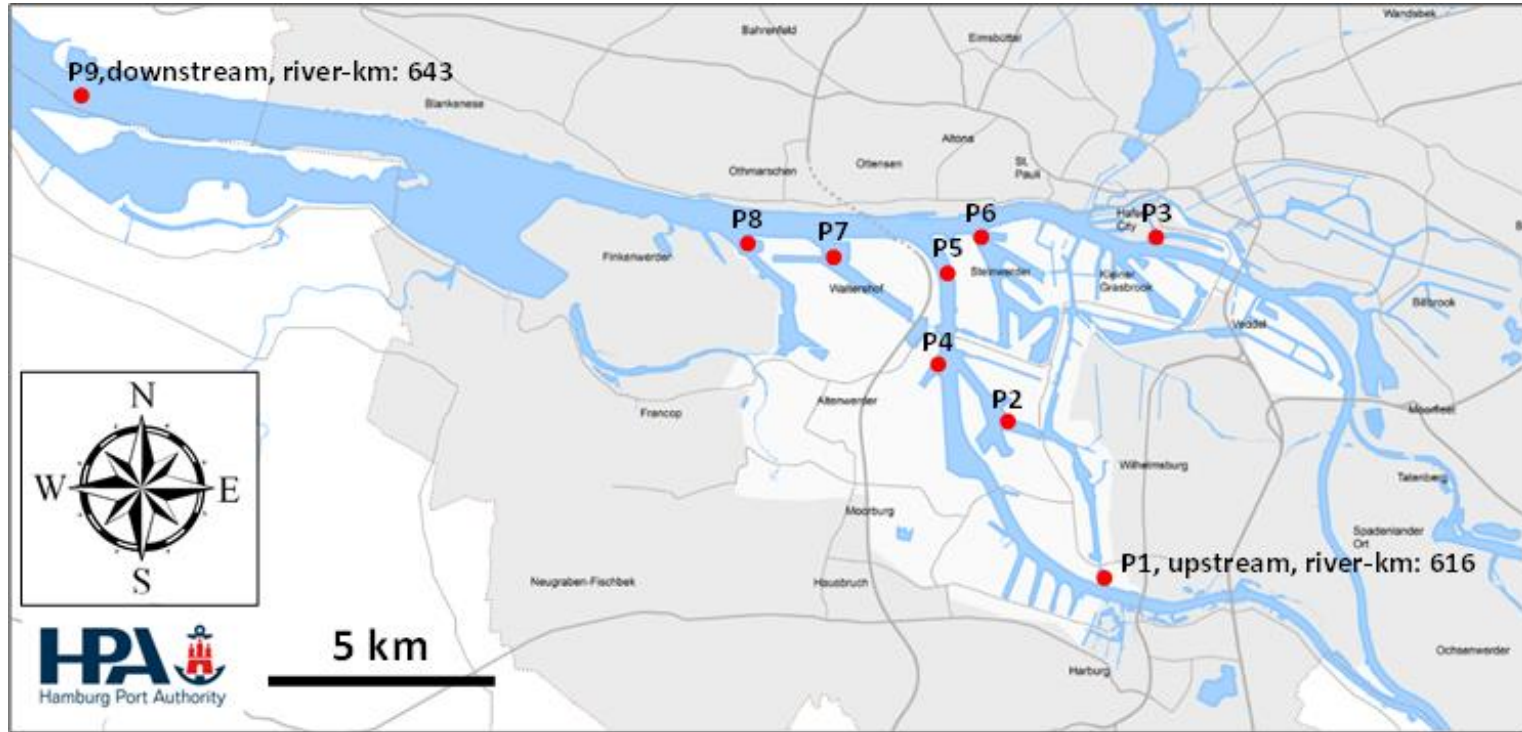 Wandsbek
Bahrenfeld
Eimsbüttel
P9,downstream, river-km: 643
Blankenese
Altona
Ottensen
St.
Pauli
Othmarschen
P8
P7
P6
P3
City
P5
Finkenwerder
Steinwerder
Kleiner
Grasbrook
Waltershof
Billbrook
Veddel
P4
N
P2
Altenwerder
Francop
Moorfleet
W
E
Wilhelmsburg
Tatenberg
Moorburg
Spadenlander
Ort
S
P1, upstream, river-km: 616
Neugraben-Fischbek
Hausbruch
HPA
Hamburg Port Authority
5 km
Harburg
Ochsenwerder